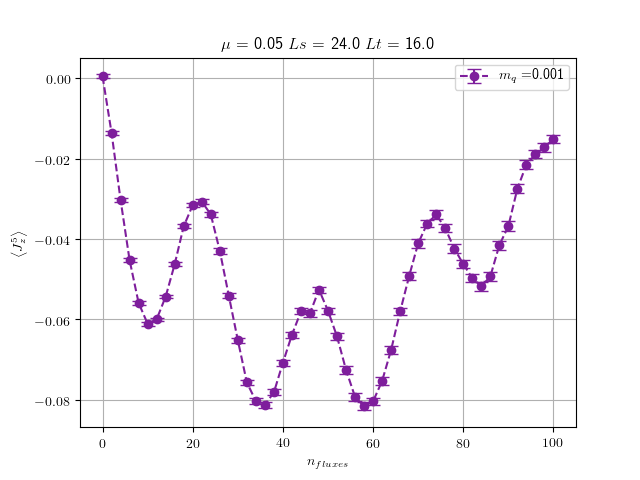 μ = 0.05 Ls = 24.0 Lt = 16.0
m_q =0.001
0.00
−0.02
−0.04
−0.06
−0.08
⟨J_z^5⟩
0 20 40 60 80 100
n_fluxes